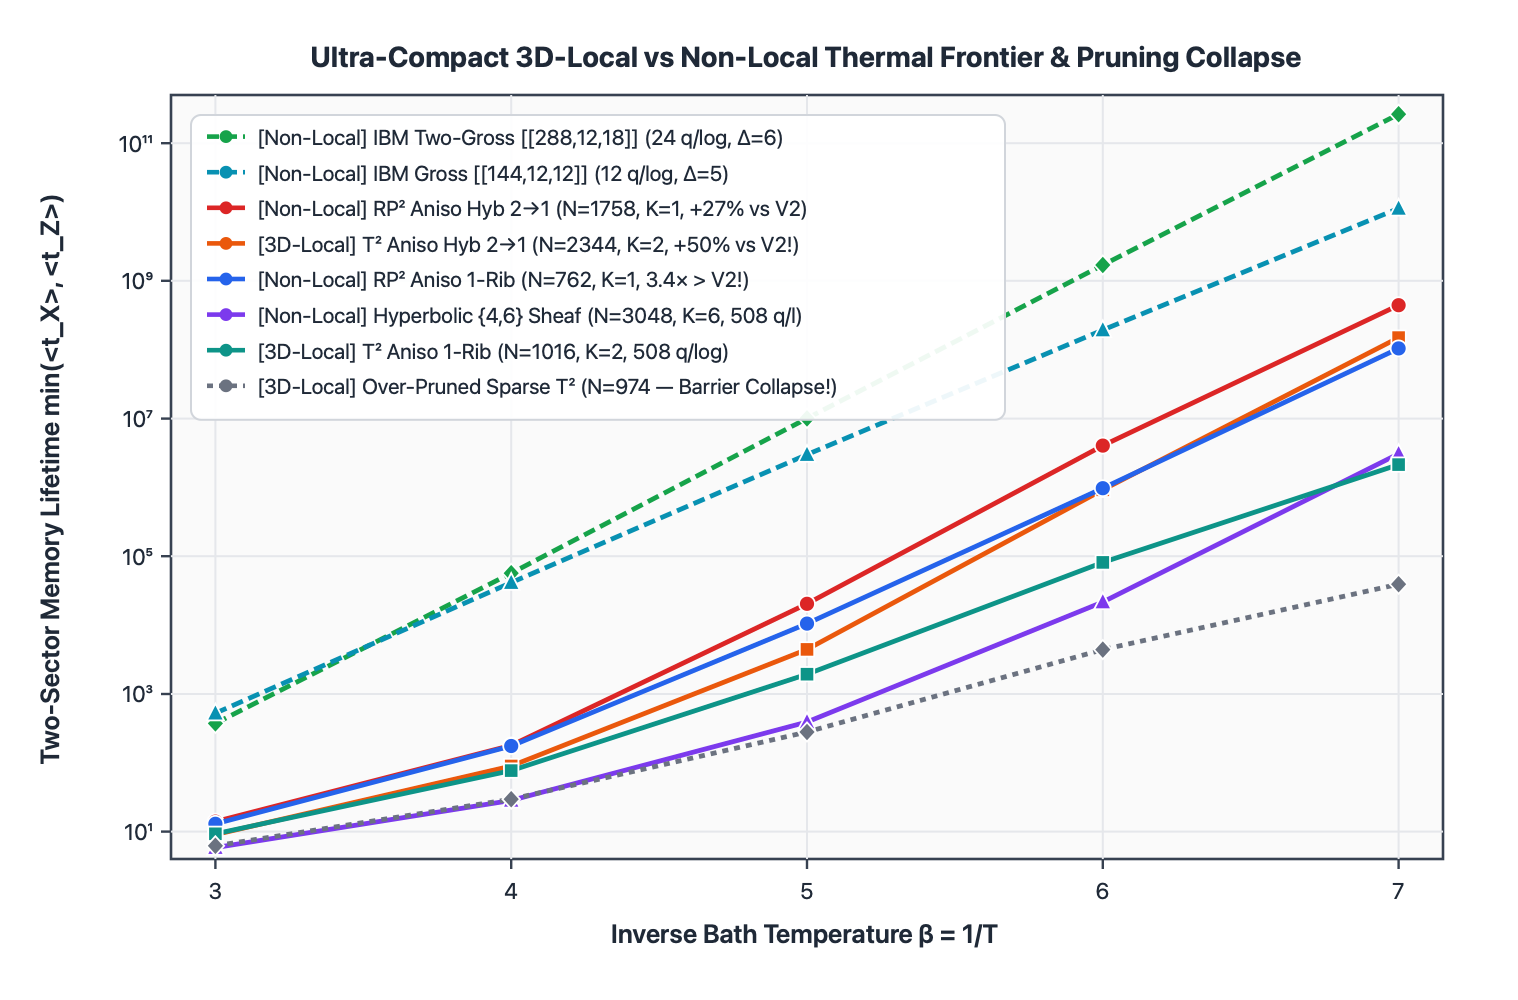 Ultra-Compact 3D-Local vs Non-Local Thermal Frontier & Pruning Collapse
Two-Sector Memory Lifetime min(<t_X>, <t_Z>)
10¹¹
10⁹
10⁷
10⁵
10³
10¹
[Non-Local] IBM Two-Gross [[288,12,18]] (24 q/log, Δ=6)
[Non-Local] IBM Gross [[144,12,12]] (12 q/log, Δ=5)
[Non-Local] RP² Aniso Hyb 2→1 (N=1758, K=1, +27% vs V2)
[3D-Local] T² Aniso Hyb 2→1 (N=2344, K=2, +50% vs V2!)
[Non-Local] RP² Aniso 1-Rib (N=762, K=1, 3.4× > V2!)
[Non-Local] Hyperbolic {4,6} Sheaf (N=3048, K=6, 508 q/l)
[3D-Local] T² Aniso 1-Rib (N=1016, K=2, 508 q/log)
[3D-Local] Over-Pruned Sparse T² (N=974 — Barrier Collapse!)
3 4 5 6 7
Inverse Bath Temperature β = 1/T